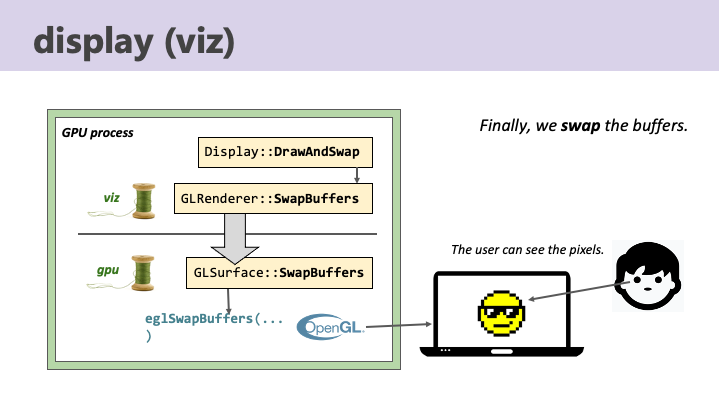 display (viz)
GPU process
Finally, we swap the buffers.
Display::DrawAndSwap
viz
GLRenderer::SwapBuffers
The user can see the pixels.
gpu
GLSurface::SwapBuffers
eglSwapBuffers(...
)
OpenGL.